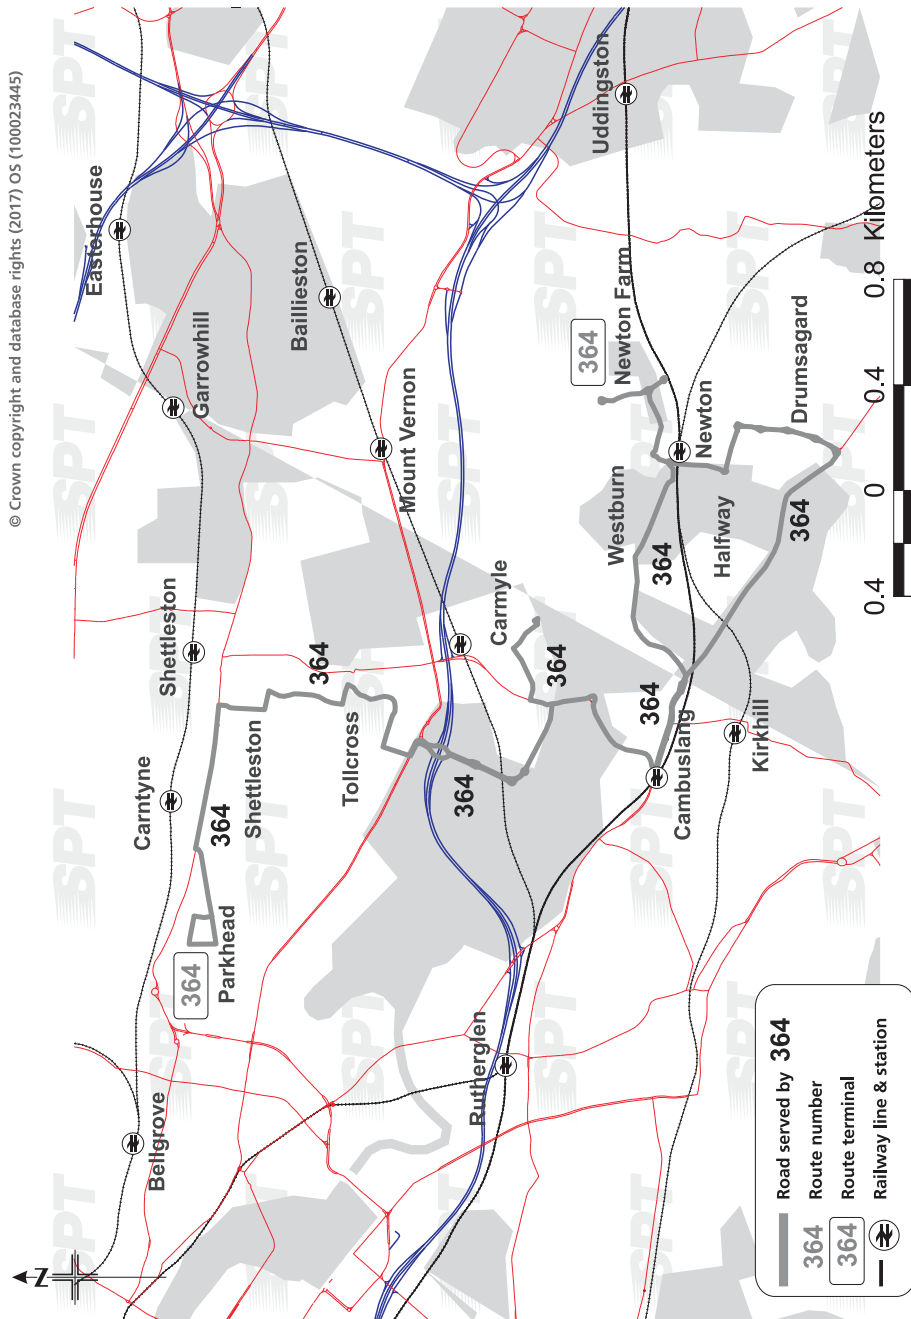 © Crown copyright and database rights (2017) OS (100023445)
SPT
Easterhouse
Garrowhill
Baillieston
Uddingston
Mount Vernon
Newton Farm
364
Newton
Drumsagard
Westburn
Halfway
364
364
Shettleston
Carmyle
364
364
364
Carntyne
Shettleston
Tollcross
364
364
Cambuslang
Kirkhill
Parkhead
364
Bellgrove
Rutherglen
N
0.4 0 0.4 0.8 Kilometers
Road served by 364
364 Route number
364 Route terminal
Railway line & station